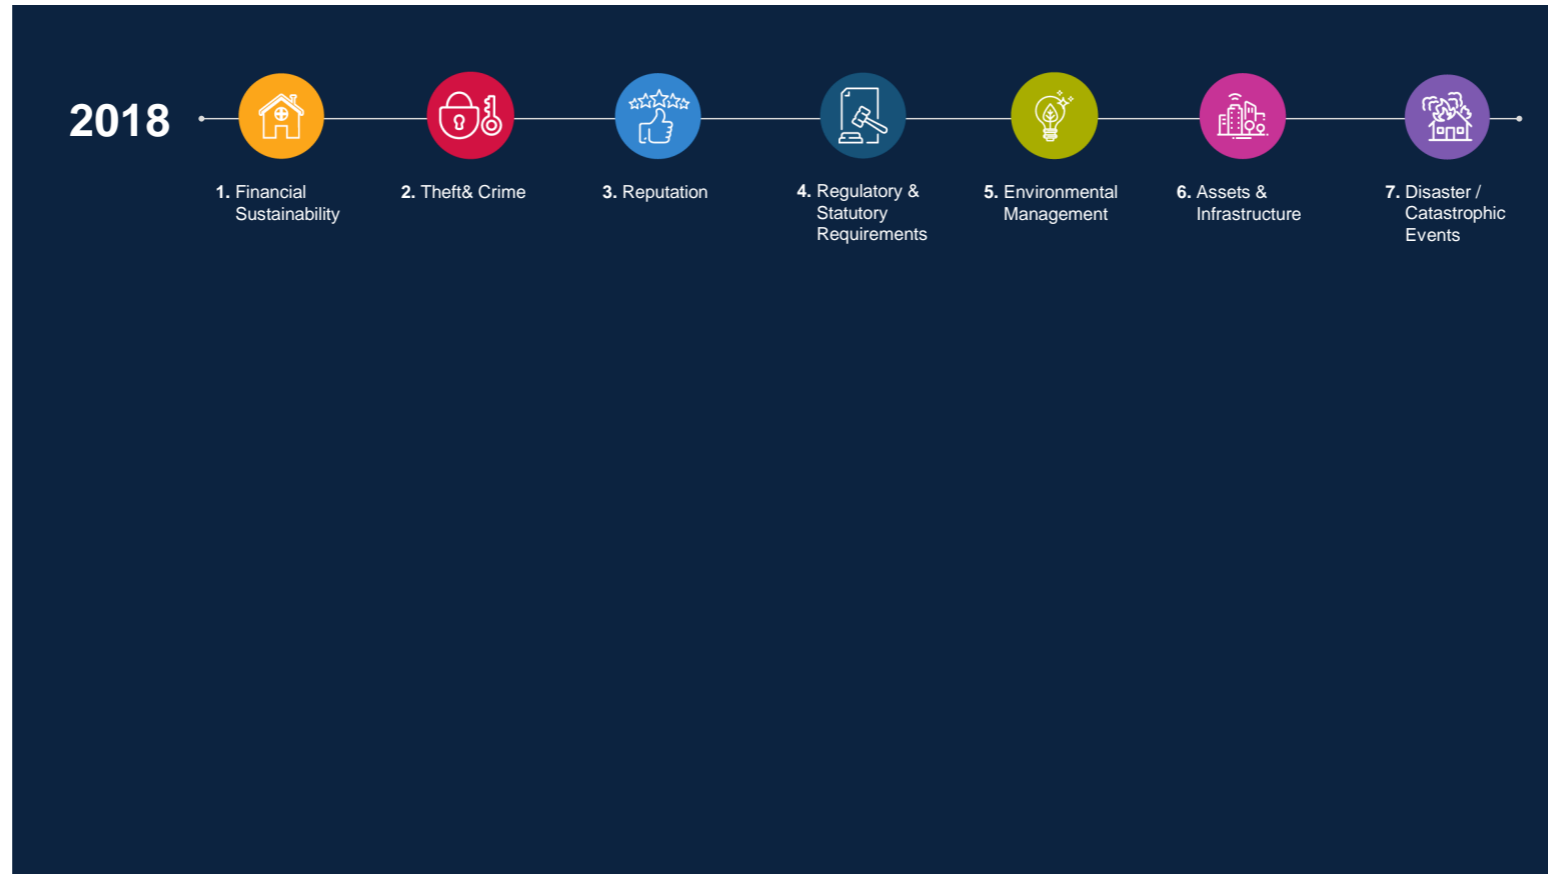 2018
1. Financial
Sustainability
2. Theft& Crime
3. Reputation
4. Regulatory &
Statutory
Requirements
5. Environmental
Management
6. Assets &
Infrastructure
7. Disaster /
Catastrophic
Events